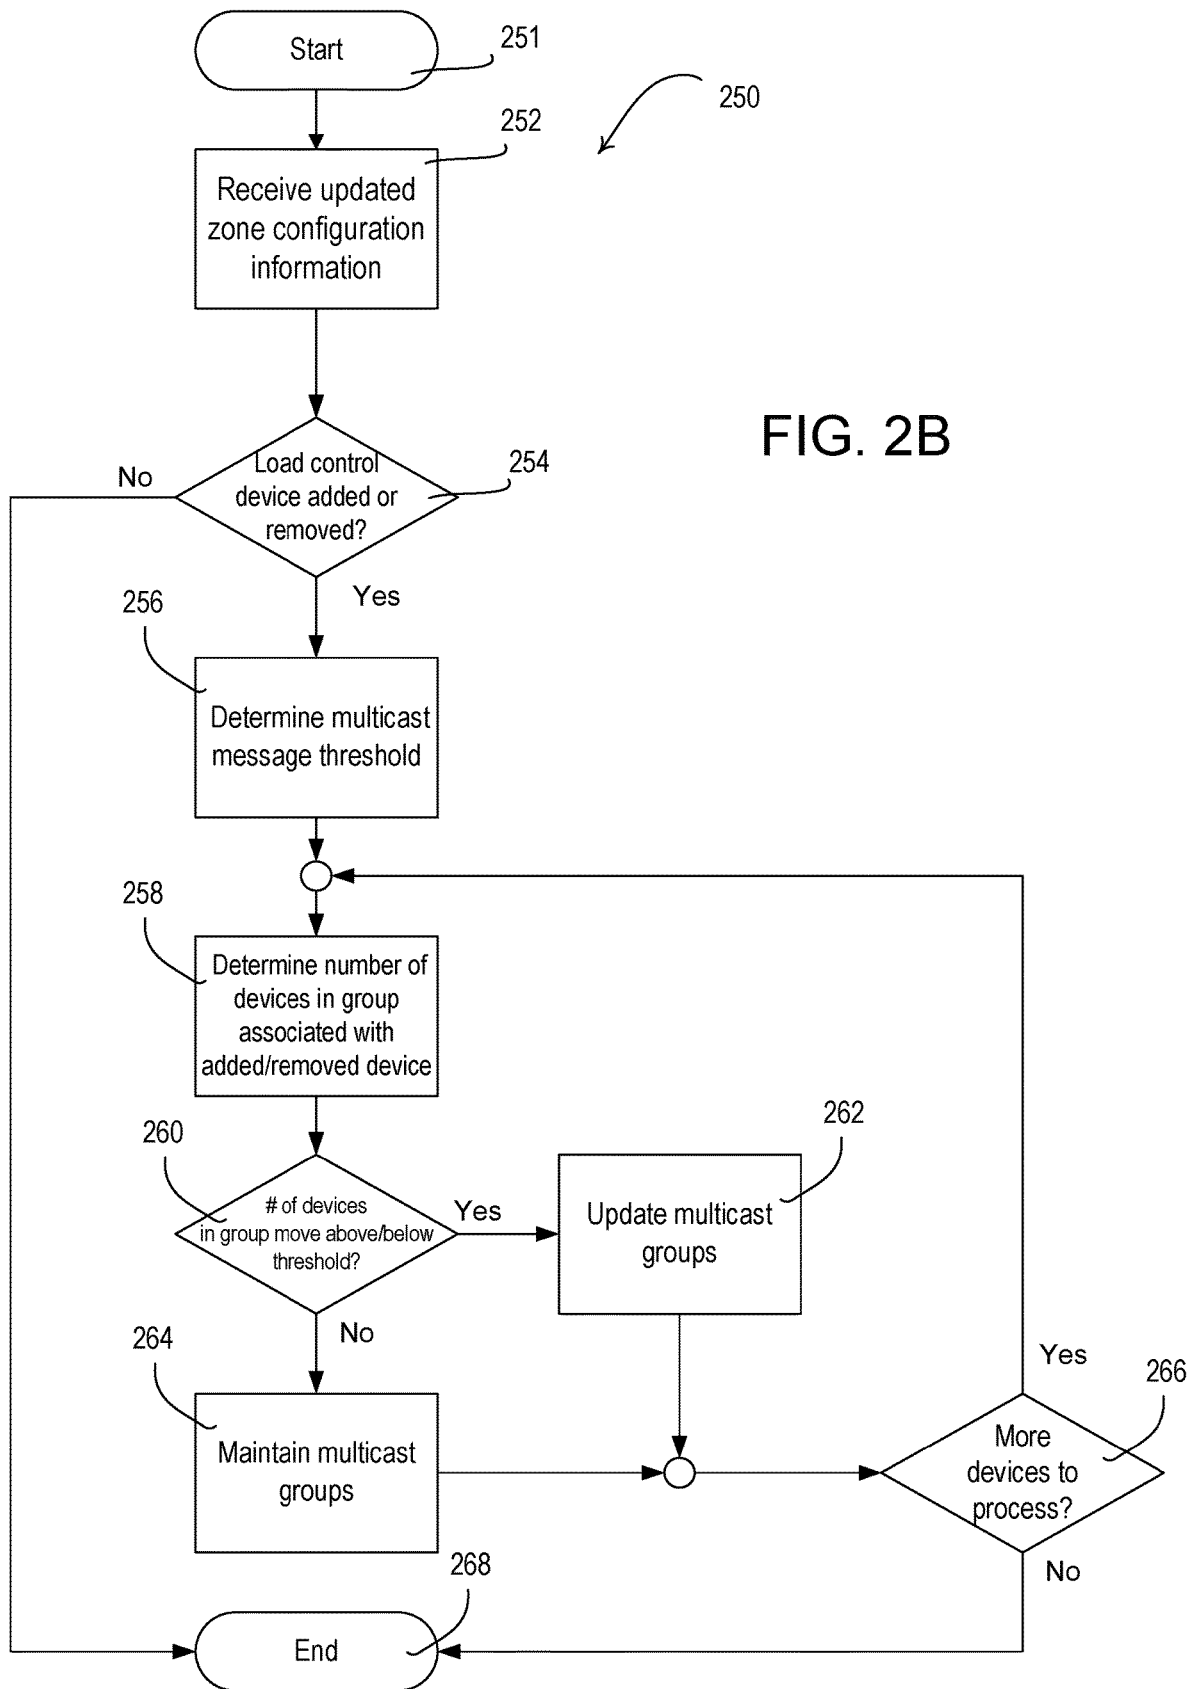 Start
251
250
252
Receive updated
zone configuration
information
FIG. 2B
No
Load control
device added or
removed?
254
Yes
256
Determine multicast
message threshold
258
Determine number of
devices in group
associated with
added/removed device
260
# of devices
in group move above/below
threshold?
Yes
262
Update multicast
groups
No
264
Maintain multicast
groups
Yes
266
More
devices to
process?
No
268
End